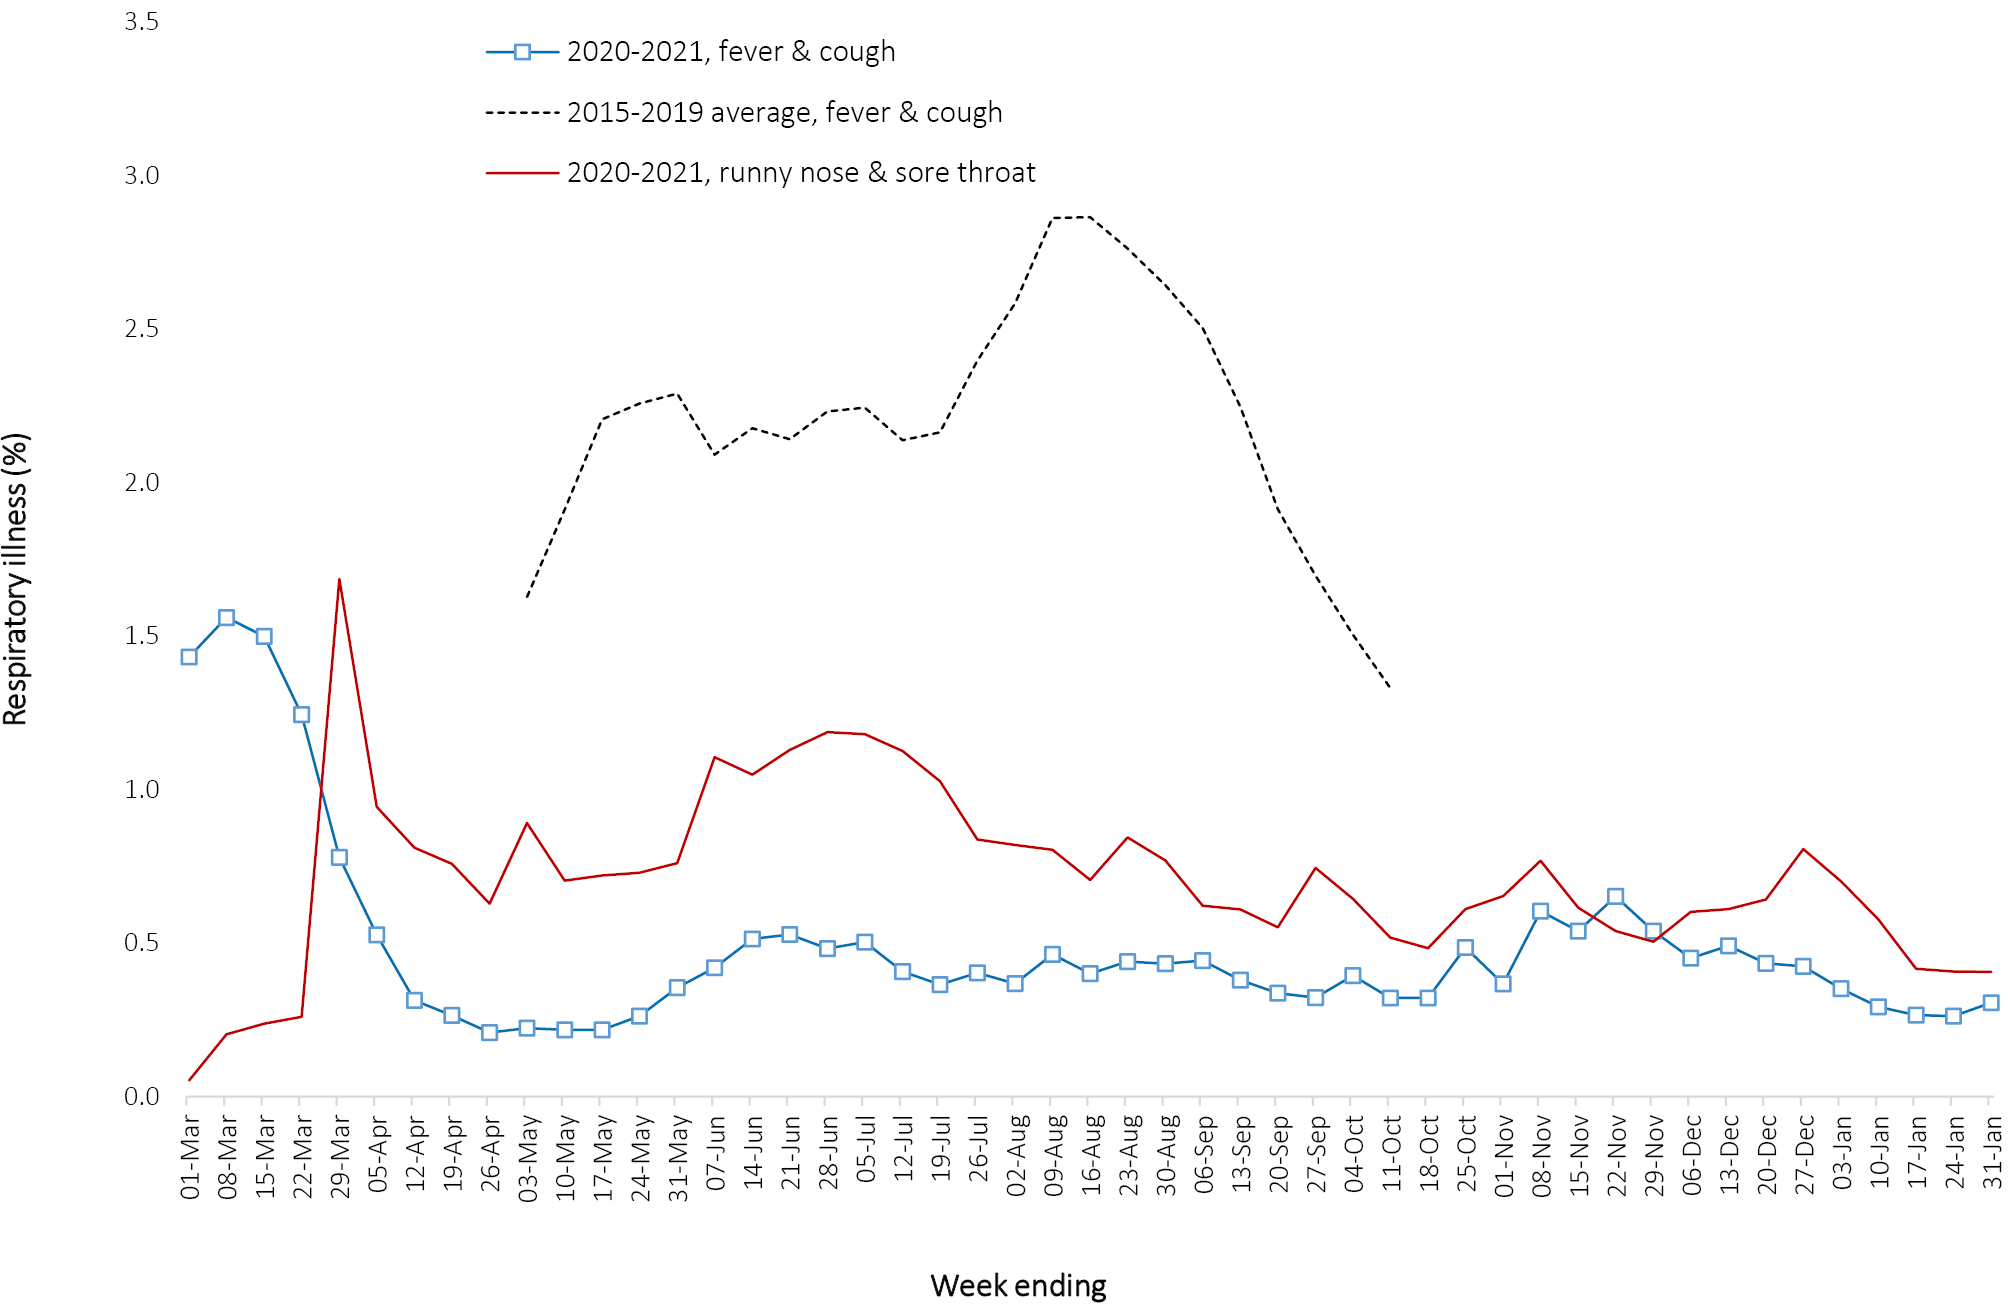 3.5
3.0
2.5
2.0
1.5
1.0
0.5
0.0
2020-2021, fever & cough
2015-2019 average, fever & cough
2020-2021, runny nose & sore throat
Respiratory illness (%)
01-Mar
08-Mar
15-Mar
22-Mar
29-Mar
05-Apr
12-Apr
19-Apr
26-Apr
03-May
10-May
17-May
24-May
31-May
07-Jun
14-Jun
21-Jun
28-Jun
05-Jul
12-Jul
19-Jul
26-Jul
02-Aug
09-Aug
16-Aug
23-Aug
30-Aug
06-Sep
13-Sep
20-Sep
27-Sep
04-Oct
11-Oct
18-Oct
25-Oct
01-Nov
08-Nov
15-Nov
22-Nov
29-Nov
06-Dec
13-Dec
20-Dec
27-Dec
03-Jan
10-Jan
17-Jan
24-Jan
31-Jan
Week ending